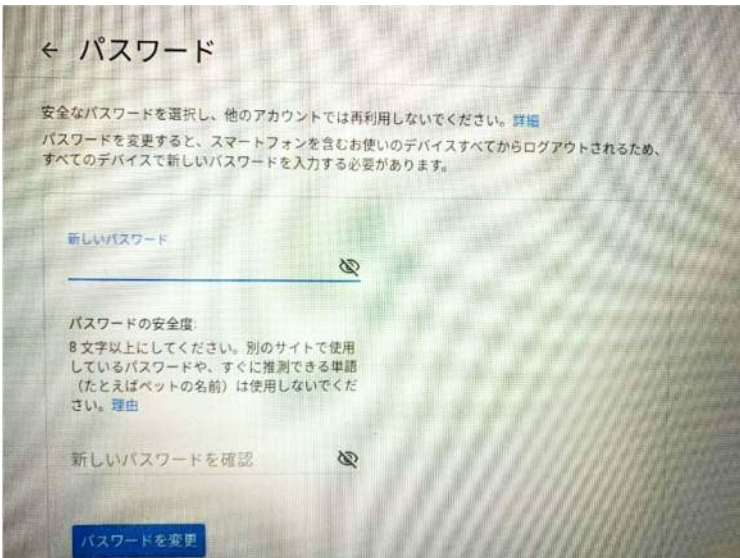 ← パスワード
安全なパスワードを選択し、他のアカウントでは再利用しないでください。詳細
パスワードを変更すると、スマートフォンを含むお使いのデバイスすべてからログアウトされるため、
すべてのデバイスで新しいパスワードを入力する必要があります。
新しいパスワード
パスワードの安全度:
8 文字以上にしてください。別のサイトで使用
しているパスワードや、すぐに推測できる単語
（たとえばペットの名前）は使用しないでくだ
さい。理由
新しいパスワードを確認
パスワードを変更